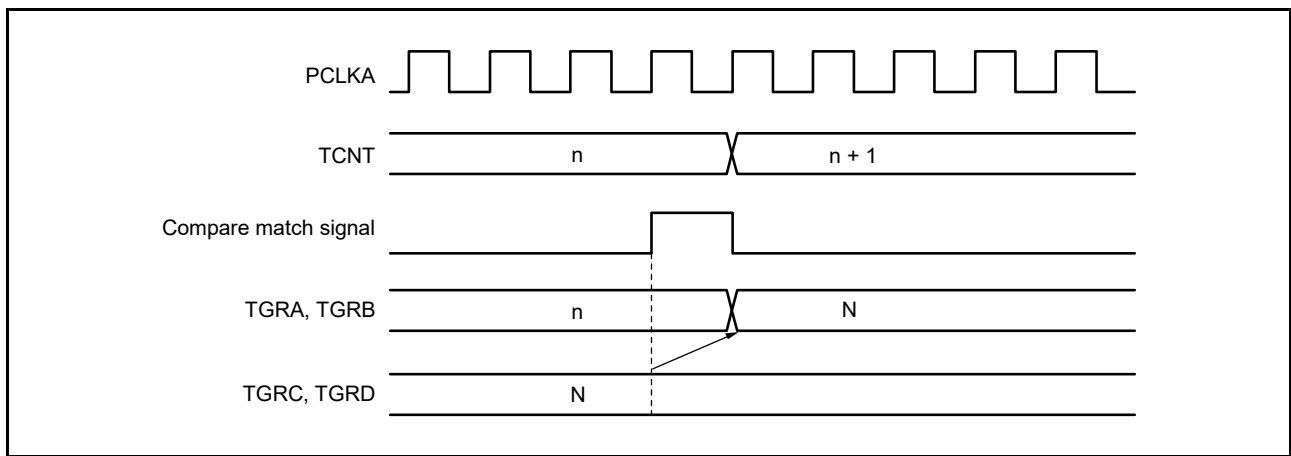 PCLKA
TCNT n n + 1
Compare match signal
TGRA, TGRB n N
TGRC, TGRD N